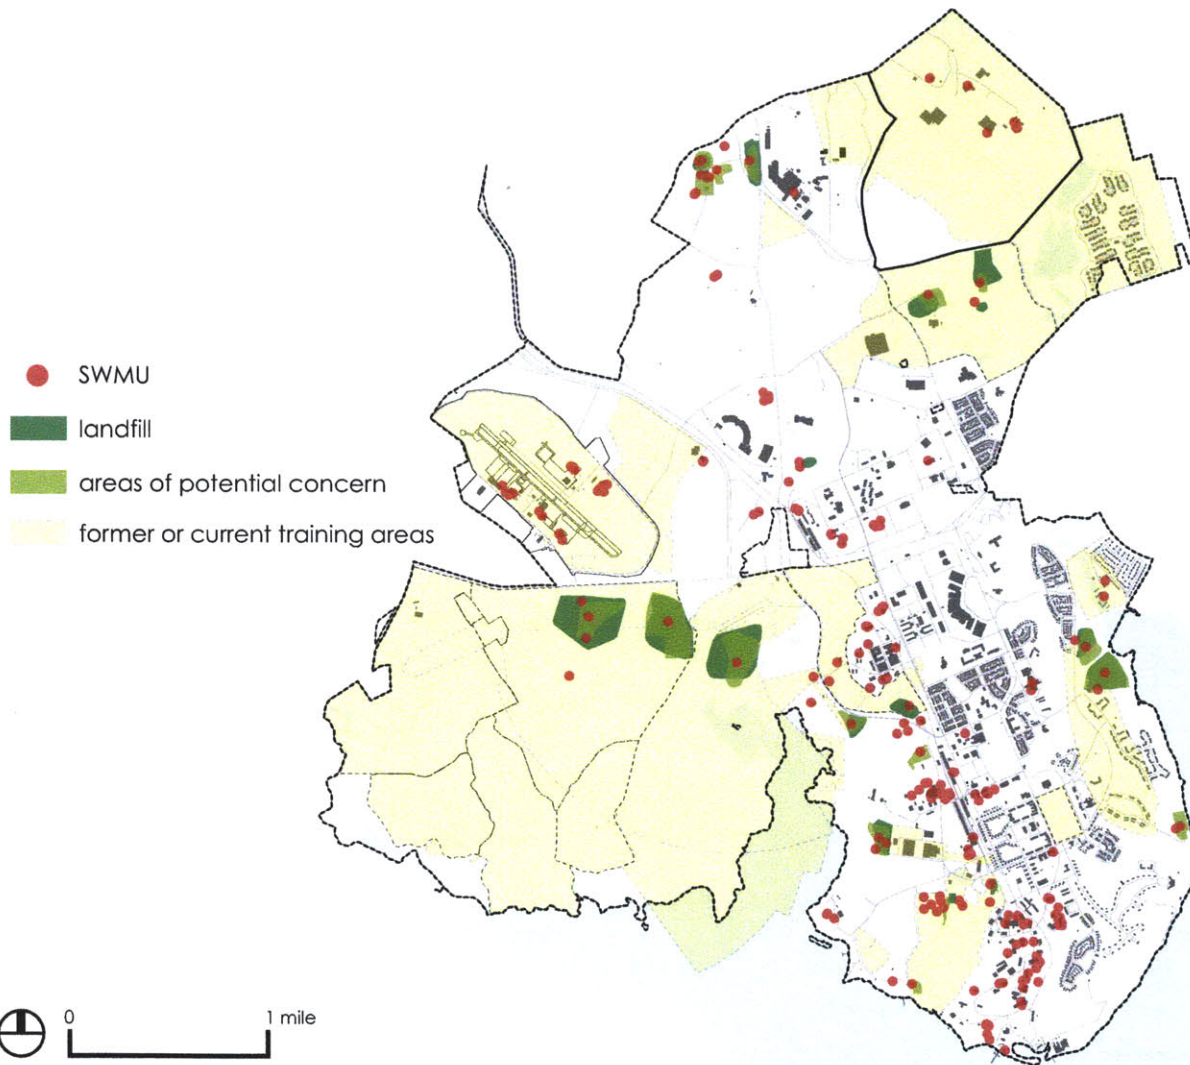 SWMU
landfill
areas of potential concern
former or current training areas
0 1 mile